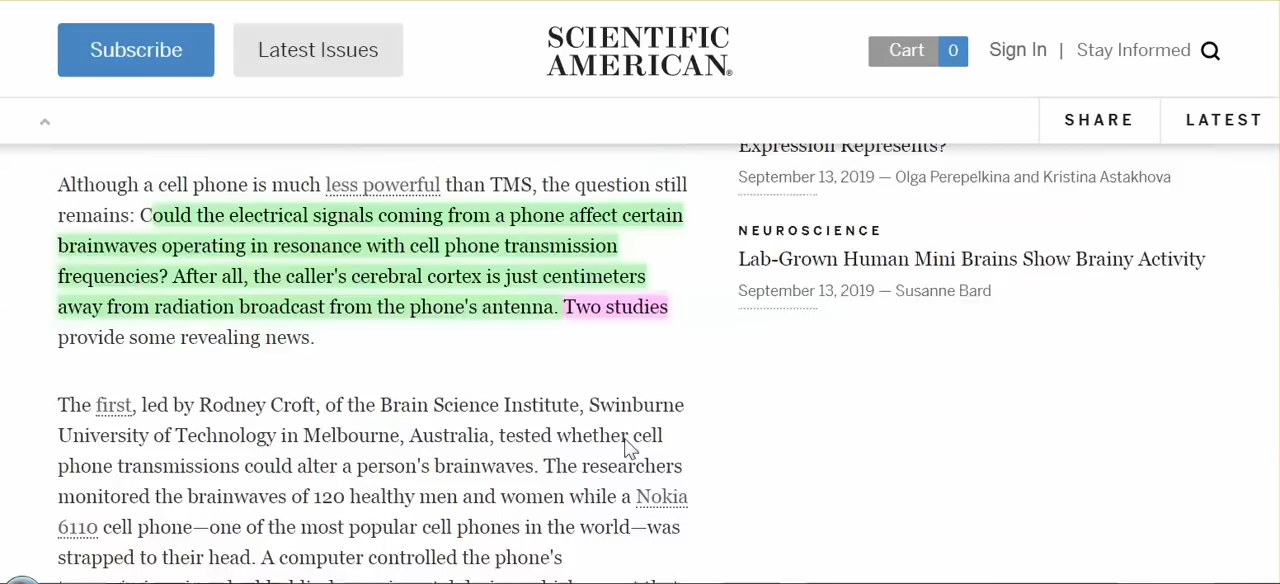 Subscribe
Latest Issues
SCIENTIFIC
AMERICAN®
Cart 0
Sign In | Stay Informed
SHARE
LATEST
Although a cell phone is much less powerful than TMS, the question still
remains: Could the electrical signals coming from a phone affect certain
brainwaves operating in resonance with cell phone transmission
frequencies? After all, the caller's cerebral cortex is just centimeters
away from radiation broadcast from the phone's antenna. Two studies
provide some revealing news.
The first, led by Rodney Croft, of the Brain Science Institute, Swinburne
University of Technology in Melbourne, Australia, tested whether cell
phone transmissions could alter a person's brainwaves. The researchers
monitored the brainwaves of 120 healthy men and women while a Nokia
6110 cell phone—one of the most popular cell phones in the world—was
strapped to their head. A computer controlled the phone's
Expression Represents?
September 13, 2019 — Olga Perepelkina and Kristina Astakhova
NEUROSCIENCE
Lab-Grown Human Mini Brains Show Brainy Activity
September 13, 2019 — Susanne Bard